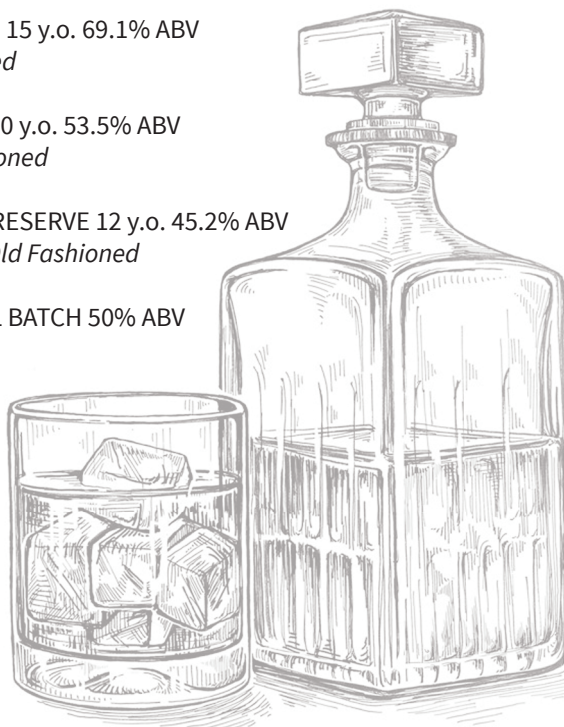 15 y.o. 69.1% ABV
ed
0 y.o. 53.5% ABV
oned
RESERVE 12 y.o. 45.2% ABV
ld Fashioned
BATCH 50% ABV